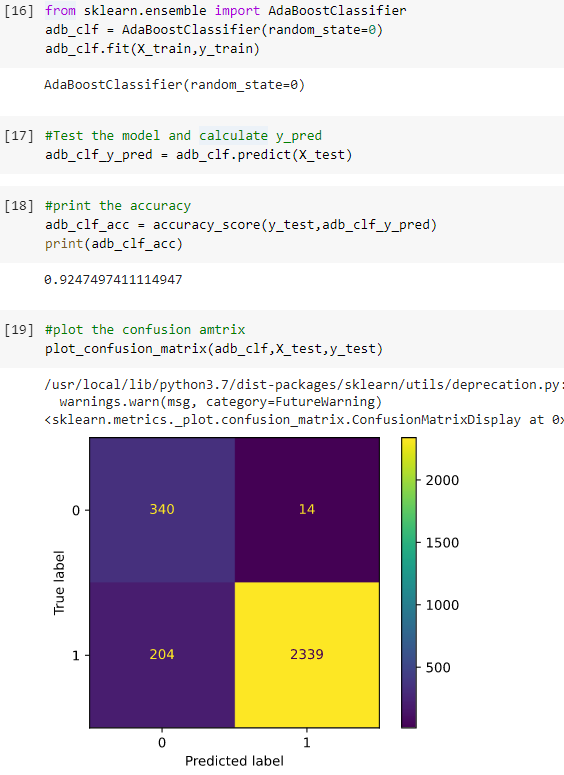 [16] from sklearn.ensemble import AdaBoostClassifier
adb_clf = AdaBoostClassifier(random_state=0)
adb_clf.fit(X_train,y_train)
AdaBoostClassifier(random_state=0)
[17] #Test the model and calculate y_pred
adb_clf_y_pred = adb_clf.predict(X_test)
[18] #print the accuracy
adb_clf_acc = accuracy_score(y_test,adb_clf_y_pred)
print(adb_clf_acc)
0.9247497411114947
[19] #plot the confusion amtrix
plot_confusion_matrix(adb_clf,X_test,y_test)
/usr/local/lib/python3.7/dist-packages/sklearn/utils/deprecation.py:
warnings.warn(msg, category=FutureWarning)
<sklearn.metrics._plot.confusion_matrix.ConfusionMatrixDisplay at 0x
0 340 14
2000
1500
True label
1000
1 204 2339
500
0 1
Predicted label